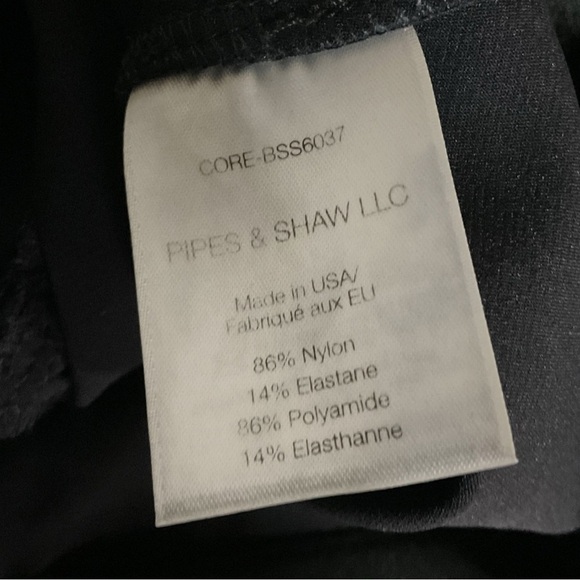 CORE-BSS6037
PIPES & SHAW LLC
Made in USA/
Fabriqué aux EU
86% Nylon
14% Elastane
86% Polyamide
14% Elasthanne